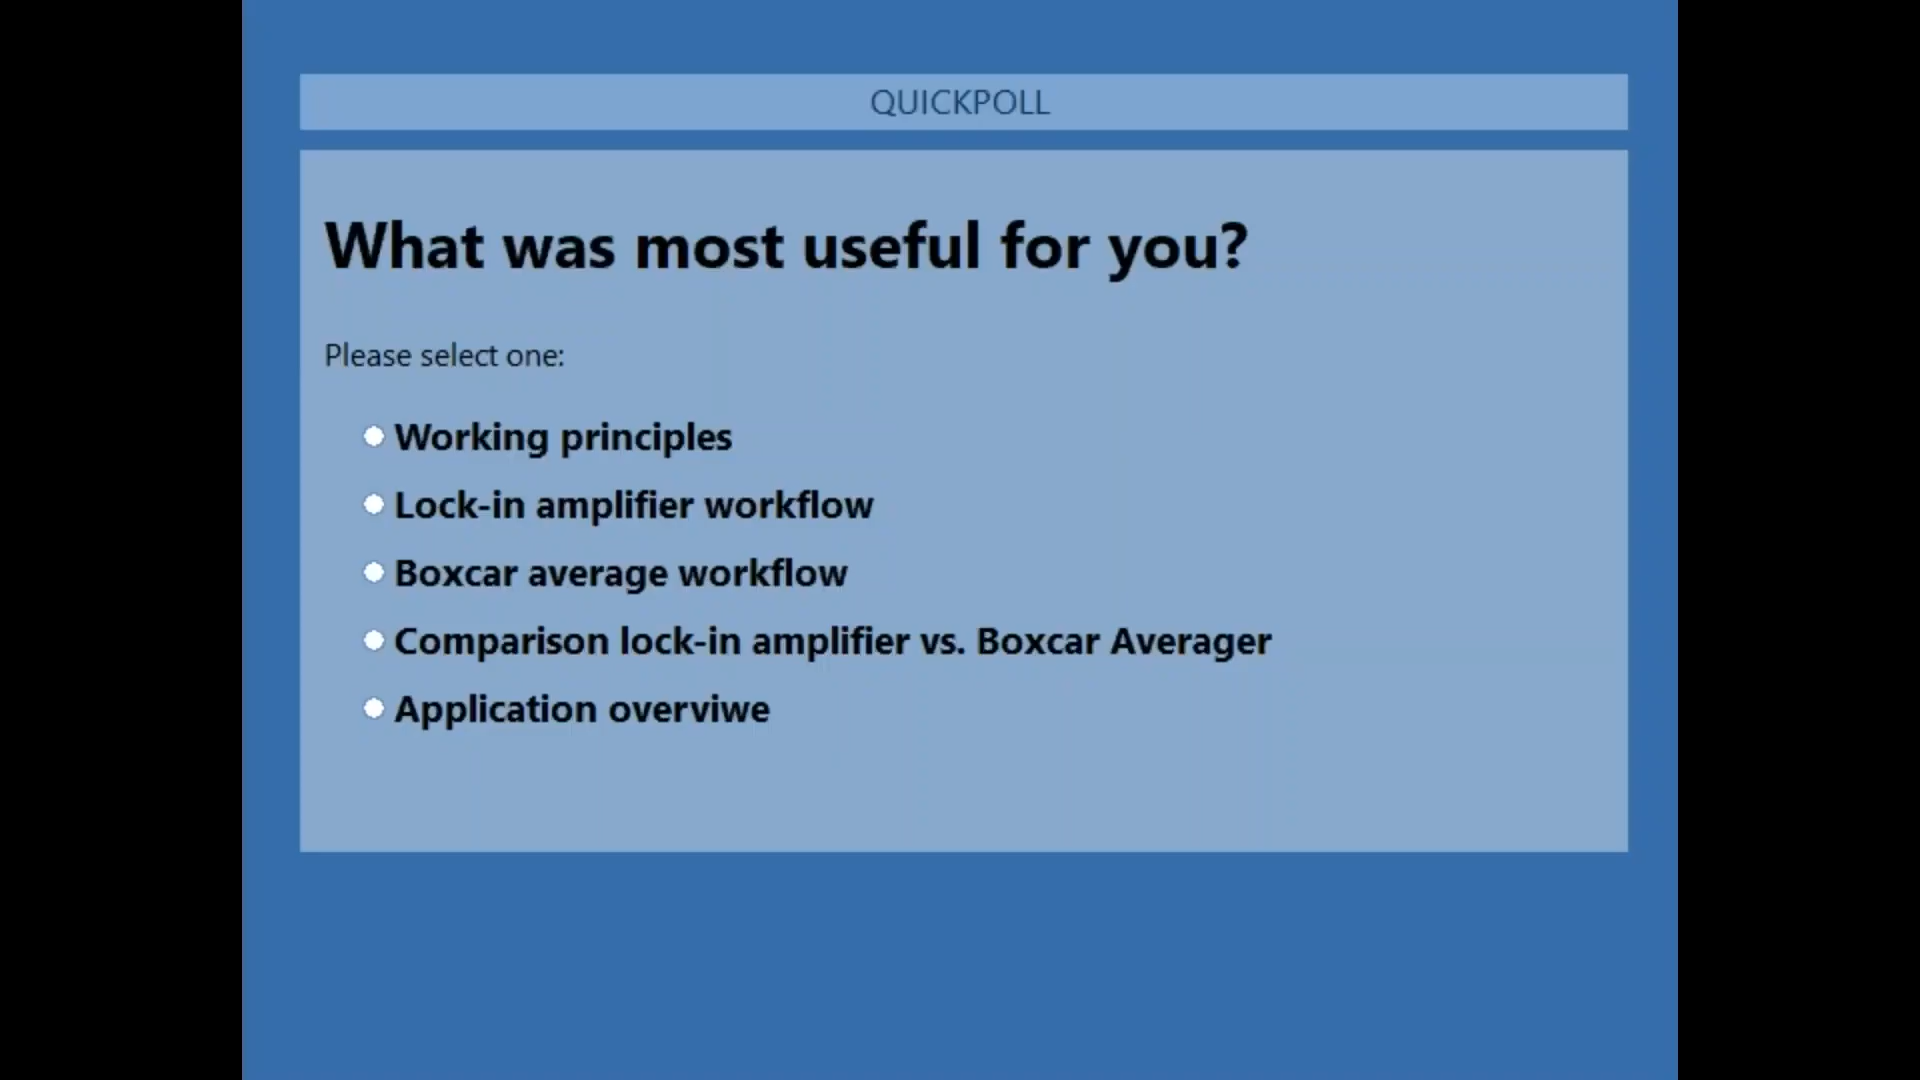 QUICKPOLL
What was most useful for you?
Please select one:
Working principles
Lock-in amplifier workflow
Boxcar average workflow
Comparison lock-in amplifier vs. Boxcar Averager
Application overviwe